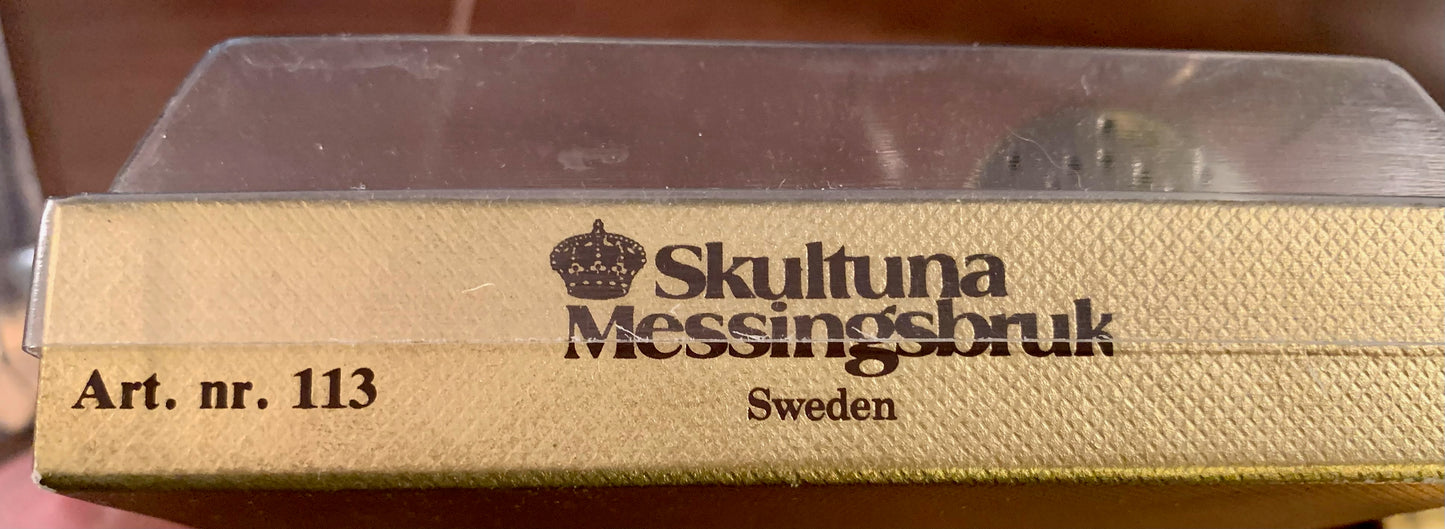 Skultuna
Messingsbruk
Sweden
Art. nr. 113